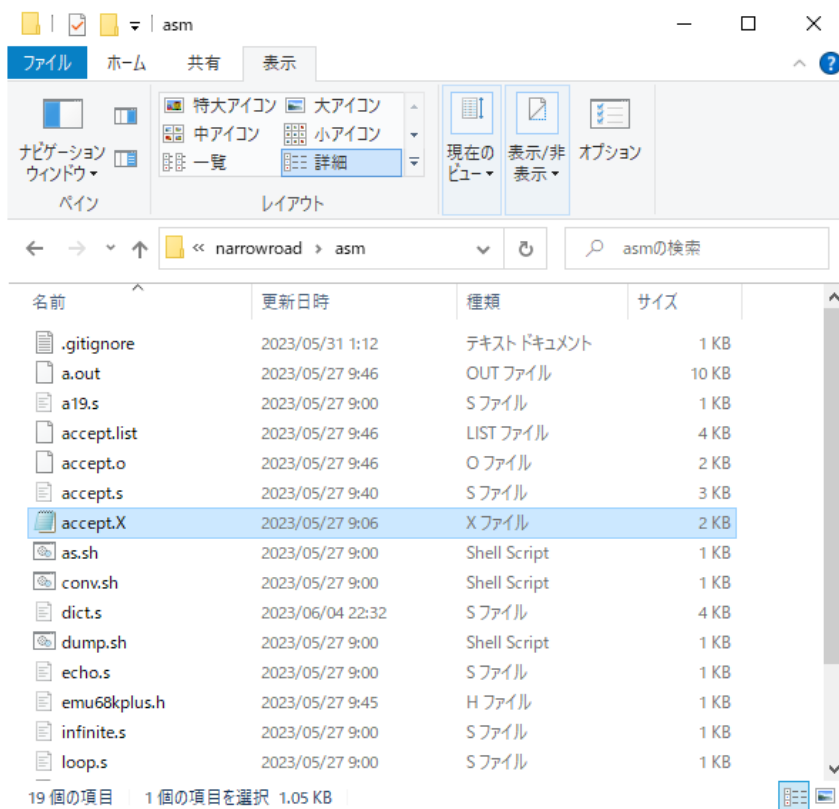 asm
ファイル ホーム 共有 表示 ?
ナビゲーション
ウィンドウ
特大アイコン 大アイコン
中アイコン 小アイコン
一覧 詳細
現在の
ビュー
表示/非
表示
オプション
ペイン レイアウト
« narrowroad › asm asmの検索
名前 更新日時 種類 サイズ
.gitignore 2023/05/31 1:12 テキスト ドキュメント 1 KB
a.out 2023/05/27 9:46 OUT ファイル 10 KB
a19.s 2023/05/27 9:00 S ファイル 1 KB
accept.list 2023/05/27 9:46 LIST ファイル 4 KB
accept.o 2023/05/27 9:46 O ファイル 2 KB
accept.s 2023/05/27 9:40 S ファイル 3 KB
accept.X 2023/05/27 9:06 X ファイル 2 KB
as.sh 2023/05/27 9:00 Shell Script 1 KB
conv.sh 2023/05/27 9:00 Shell Script 1 KB
dict.s 2023/06/04 22:32 S ファイル 4 KB
dump.sh 2023/05/27 9:00 Shell Script 1 KB
echo.s 2023/05/27 9:00 S ファイル 1 KB
emu68kplus.h 2023/05/27 9:45 H ファイル 1 KB
infinite.s 2023/05/27 9:00 S ファイル 1 KB
loop.s 2023/05/27 9:00 S ファイル 1 KB
19 個の項目 1 個の項目を選択 1.05 KB